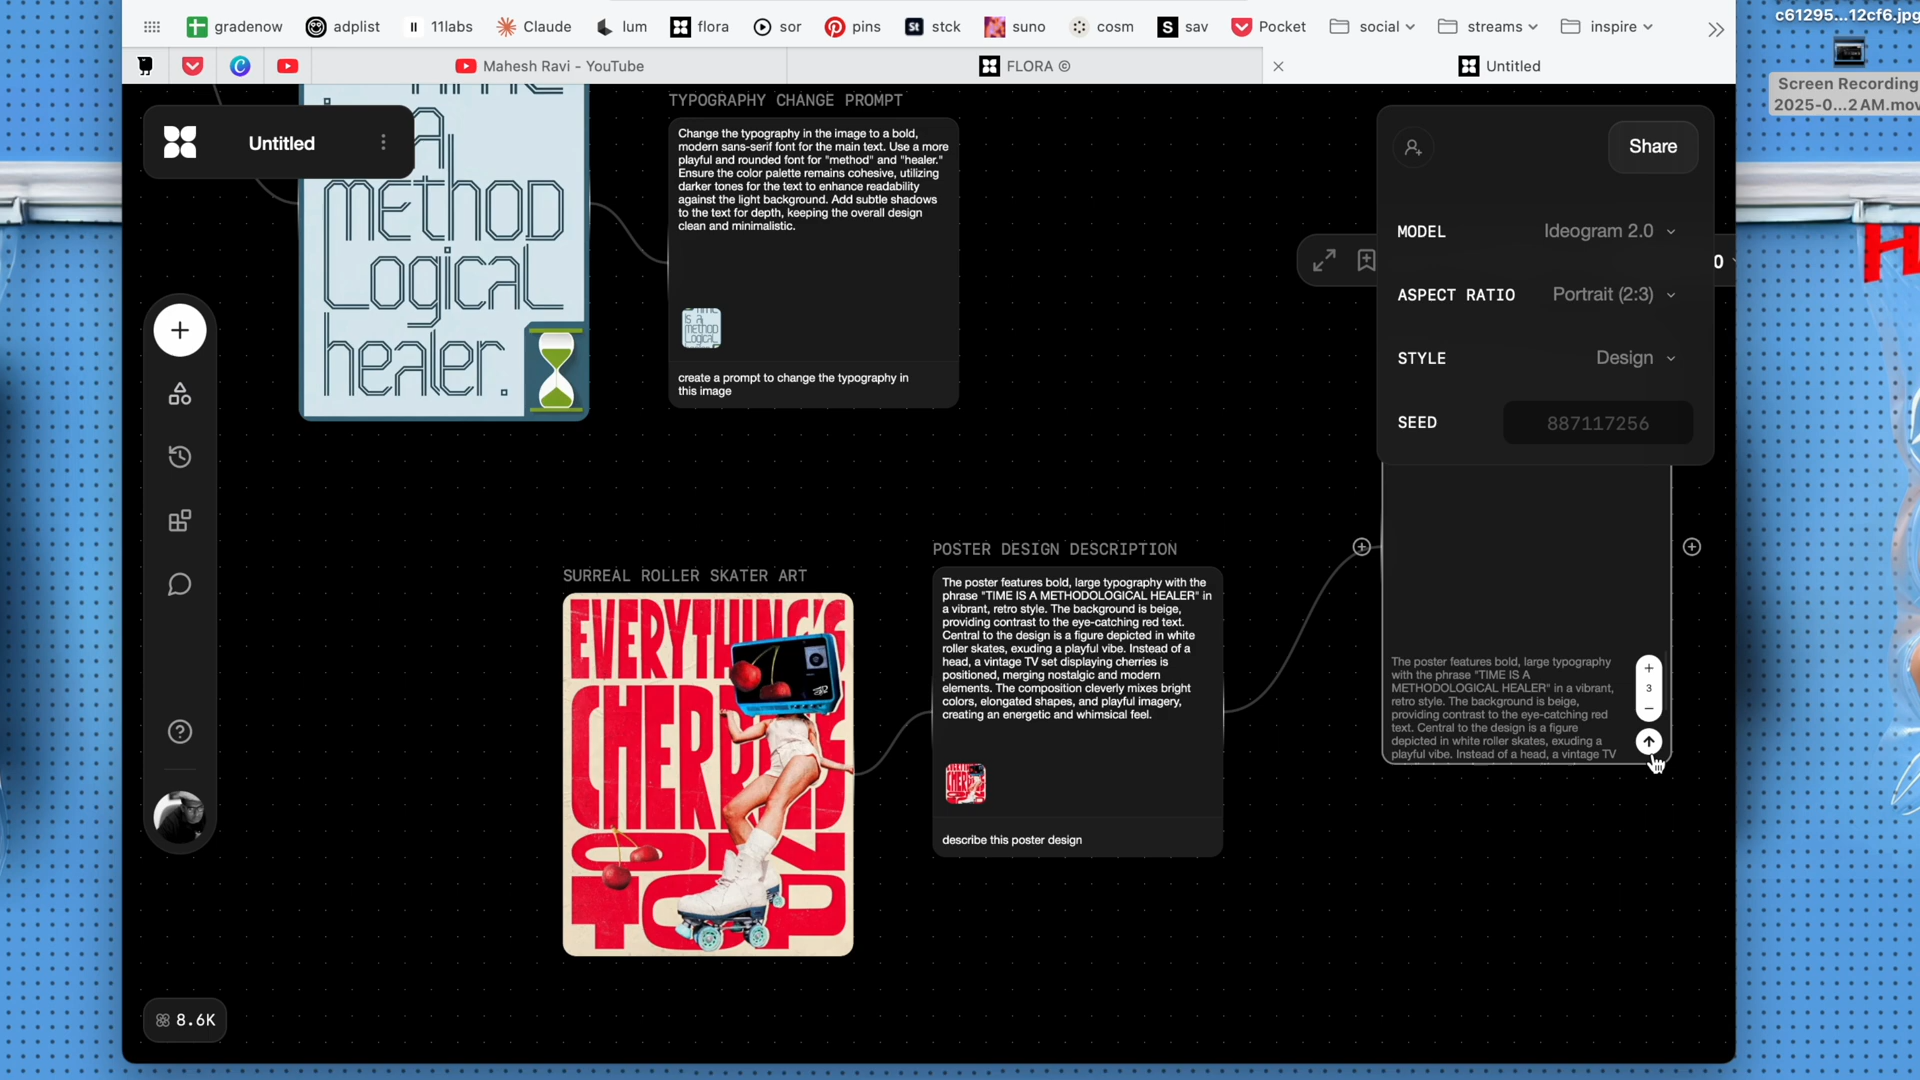 gradenow
adplist
11labs
Claude
lum
flora
sor
pins
St stck
suno
cosm
S sav
Pocket
social
streams
inspire
c61295...12cf6.jpg
Mahesh Ravi - YouTube
FLORA ©
Untitled
Screen Recording
2025-0...2 AM.mov
Untitled
a
method
Logical
healer.
TYPOGRAPHY CHANGE PROMPT
Change the typography in the image to a bold,
modern sans-serif font for the main text. Use a more
playful and rounded font for "method" and "healer."
Ensure the color palette remains cohesive, utilizing
darker tones for the text to enhance readability
against the light background. Add subtle shadows
to the text for depth, keeping the overall design
clean and minimalistic.
IS a
method
Logical
create a prompt to change the typography in
this image
Share
MODEL Ideogram 2.0
ASPECT RATIO Portrait (2:3)
STYLE Design
SEED 887117256
0
SURREAL ROLLER SKATER ART
EVERYTHING'S
CHERRIES
ON
TOP
POSTER DESIGN DESCRIPTION
The poster features bold, large typography with the
phrase "TIME IS A METHODOLOGICAL HEALER" in
a vibrant, retro style. The background is beige,
providing contrast to the eye-catching red text.
Central to the design is a figure depicted in white
roller skates, exuding a playful vibe. Instead of a
head, a vintage TV set displaying cherries is
positioned, merging nostalgic and modern
elements. The composition cleverly mixes bright
colors, elongated shapes, and playful imagery,
creating an energetic and whimsical feel.
describe this poster design
The poster features bold, large typography
with the phrase "TIME IS A
METHODOLOGICAL HEALER" in a vibrant,
retro style. The background is beige,
providing contrast to the eye-catching red
text. Central to the design is a figure
depicted in white roller skates, exuding a
playful vibe. Instead of a head, a vintage TV
3
8.6K
H